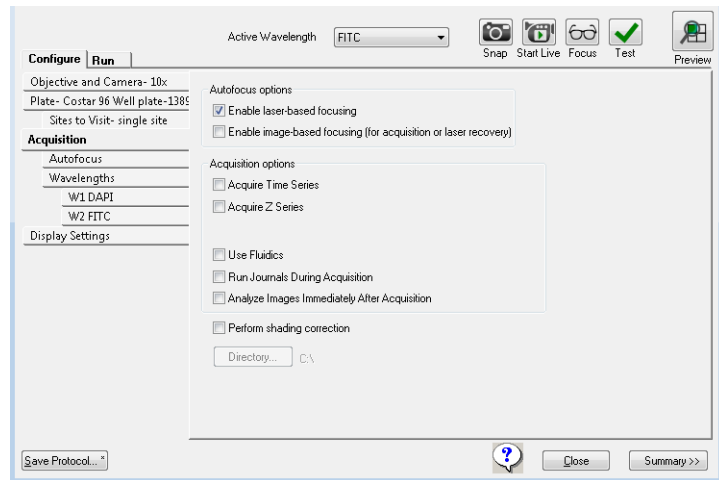 Active Wavelength FITC
Snap Start Live Focus Test Preview
Configure Run
Objective and Camera- 10x
Plate- Costar 96 Well plate-1389
Sites to Visit- single site
Acquisition
Autofocus
Wavelengths
W1 DAPI
W2 FITC
Display Settings
Autofocus options
Enable laser-based focusing
Enable image-based focusing (for acquisition or laser recovery)
Acquisition options
Acquire Time Series
Acquire Z Series
Use Fluidics
Run Journals During Acquisition
Analyze Images Immediately After Acquisition
Perform shading correction
Directory... C:\
Save Protocol... * ? Close Summary >>